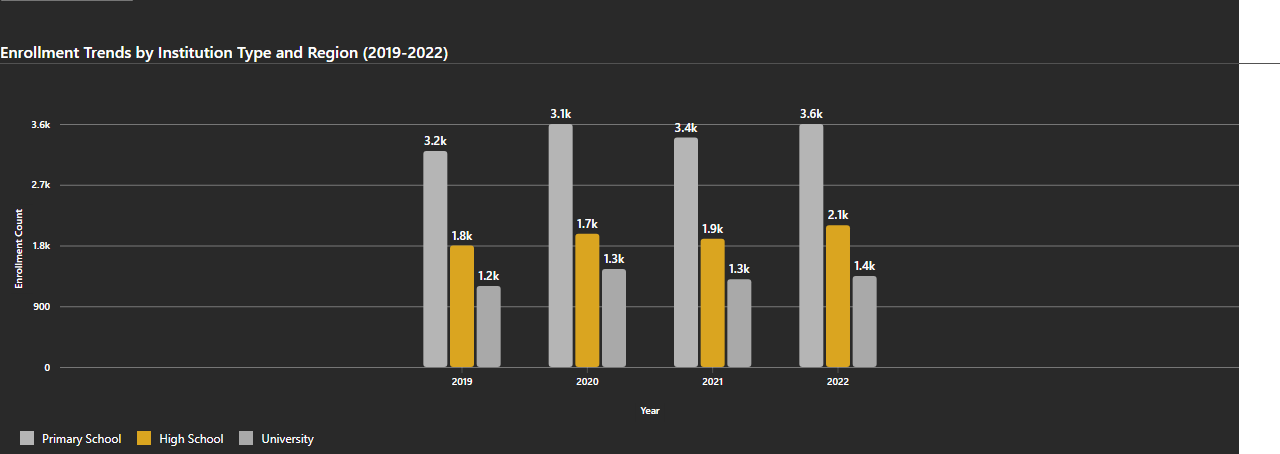 Enrollment Trends by Institution Type and Region (2019-2022)
3.6k
2.7k
1.8k
900
0
Enrollment Count
3.2k
1.8k
1.2k
3.1k
1.7k
1.3k
3.4k
1.9k
1.3k
3.6k
2.1k
1.4k
2019
2020
2021
2022
Year
Primary School
High School
University